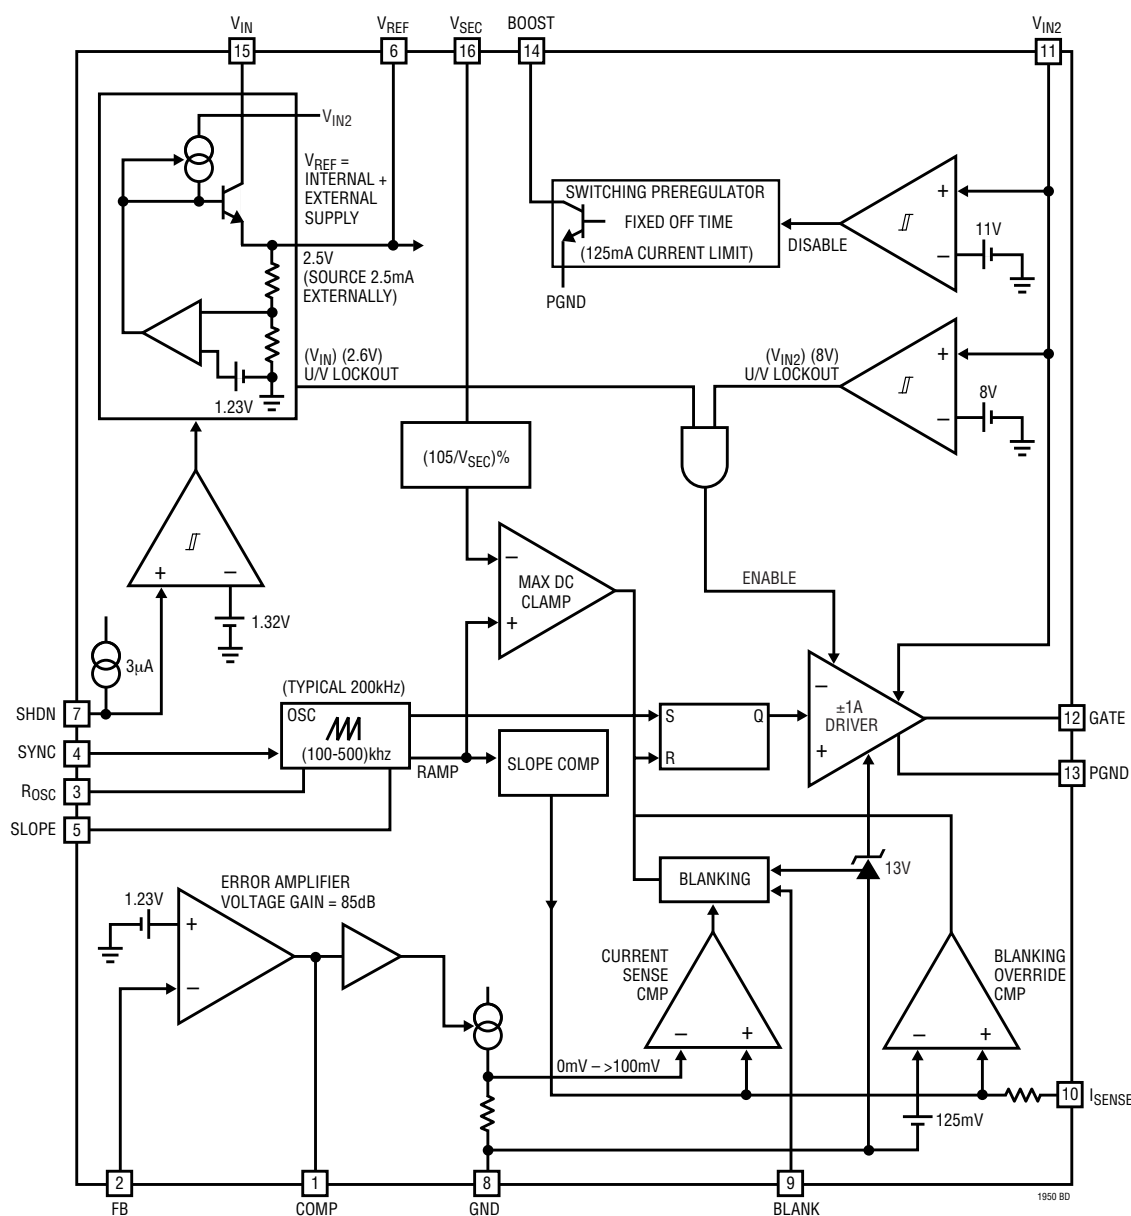 VIN
VREF
VSEC
BOOST
VIN2
15
6
16
14
11
VIN2
VREF =
INTERNAL +
EXTERNAL
SUPPLY
2.5V
(SOURCE 2.5mA
EXTERNALLY)
1.23V
(VIN) (2.6V)
U/V LOCKOUT
SWITCHING PREREGULATOR
FIXED OFF TIME
(125mA CURRENT LIMIT)
PGND
DISABLE
+
–
11V
(VIN2) (8V)
U/V LOCKOUT
+
–
8V
(105/VSEC)%
+
–
1.32V
3µA
–
+
MAX DC
CLAMP
ENABLE
(TYPICAL 200kHz)
OSC
(100-500)khz
RAMP
SLOPE COMP
S
R
Q
–
+
±1A
DRIVER
SHDN
7
SYNC
4
ROSC
3
SLOPE
5
12
GATE
13
PGND
ERROR AMPLIFIER
VOLTAGE GAIN = 85dB
1.23V
+
–
BLANKING
13V
CURRENT
SENSE
CMP
–
+
BLANKING
OVERRIDE
CMP
–
+
0mV – >100mV
125mV
10
ISENSE
2
1
8
9
FB
COMP
GND
BLANK
1950 BD